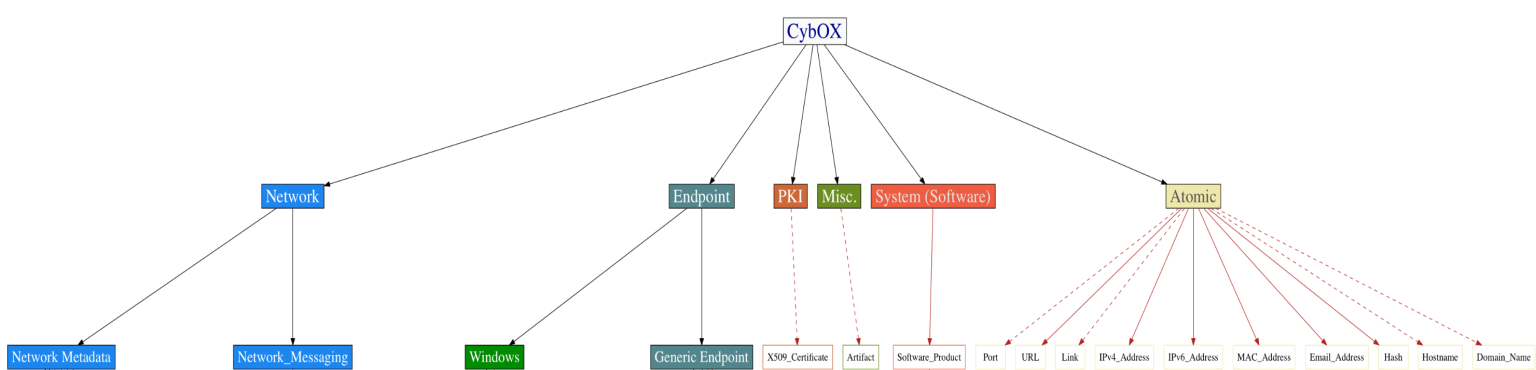 CybOX
Network
Endpoint
PKI
Misc.
System (Software)
Atomic
Network Metadata
Network_Messaging
Windows
Generic Endpoint
X509_Certificate
Artifact
Software_Product
Port
URL
Link
IPv4_Address
IPv6_Address
MAC_Address
Email_Address
Hash
Hostname
Domain_Name